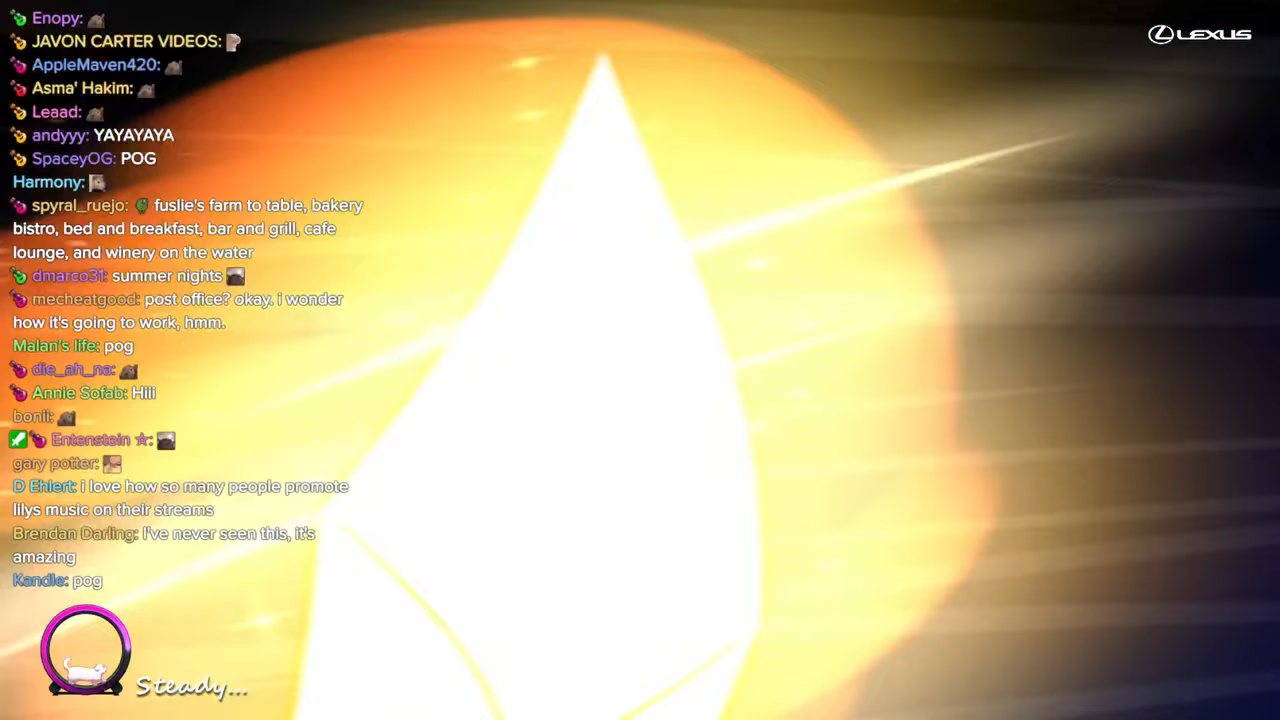 LEXUS
Enopy:
JAVON CARTER VIDEOS:
AppleMaven420:
Asma' Hakim:
Leaad:
andyyy: YAYAYAYA
SpaceyOG: POG
Harmony:
spyral_ruejo: fuslie's farm to table, bakery
bistro, bed and breakfast, bar and grill, cafe
lounge, and winery on the water
dmarco31: summer nights
mecheatgood: post office? okay. i wonder
how it's going to work, hmm.
Malan's life: pog
die_ah_na:
Annie Sofab: HIii
bonii:
Entenstein ☆:
gary potter:
D Ehlert: i love how so many people promote
lilys music on their streams
Brendan Darling: I've never seen this, it's
amazing
Kandle: pog
Steady...